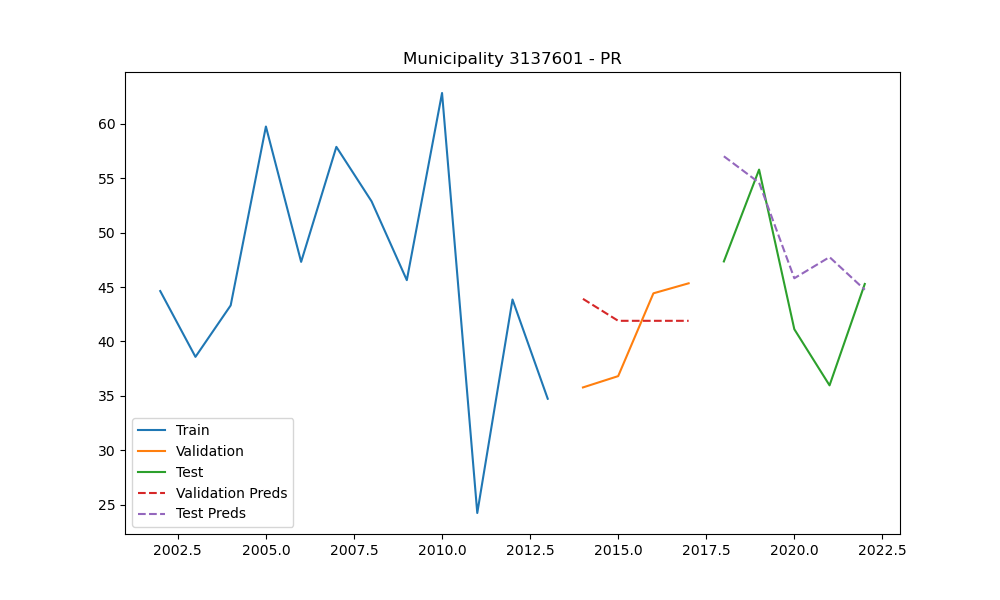 Municipality 3137601 - PR
60
55
50
45
40
35
30
25
Train
Validation
Test
Validation Preds
Test Preds
2002.5 2005.0 2007.5 2010.0 2012.5 2015.0 2017.5 2020.0 2022.5